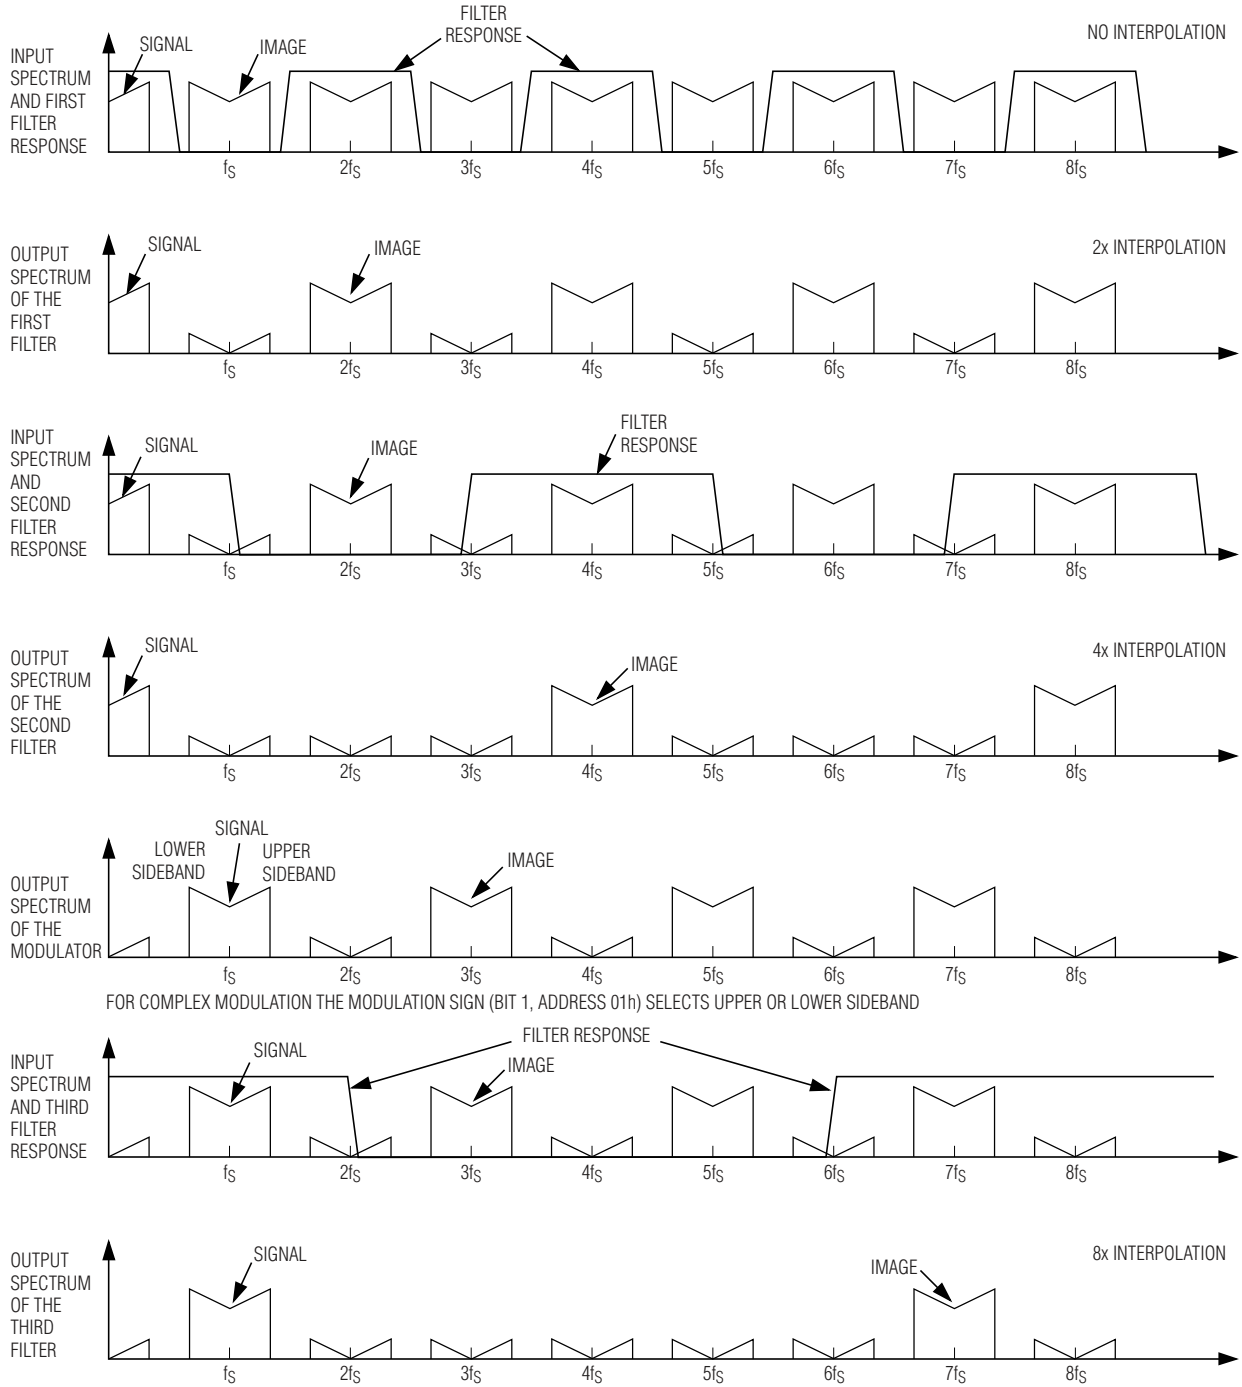 FILTER
RESPONSE
NO INTERPOLATION
SIGNAL
IMAGE
INPUT
SPECTRUM
AND FIRST
FILTER
RESPONSE
fS 2fS 3fS 4fS 5fS 6fS 7fS 8fS
SIGNAL
IMAGE
2x INTERPOLATION
OUTPUT
SPECTRUM
OF THE
FIRST
FILTER
fS 2fS 3fS 4fS 5fS 6fS 7fS 8fS
FILTER
RESPONSE
SIGNAL
IMAGE
INPUT
SPECTRUM
AND
SECOND
FILTER
RESPONSE
fS 2fS 3fS 4fS 5fS 6fS 7fS 8fS
SIGNAL
IMAGE
4x INTERPOLATION
OUTPUT
SPECTRUM
OF THE
SECOND
FILTER
fS 2fS 3fS 4fS 5fS 6fS 7fS 8fS
SIGNAL
LOWER
SIDEBAND
UPPER
SIDEBAND
IMAGE
OUTPUT
SPECTRUM
OF THE
MODULATOR
fS 2fS 3fS 4fS 5fS 6fS 7fS 8fS
FOR COMPLEX MODULATION THE MODULATION SIGN (BIT 1, ADDRESS 01h) SELECTS UPPER OR LOWER SIDEBAND
FILTER RESPONSE
SIGNAL
IMAGE
INPUT
SPECTRUM
AND THIRD
FILTER
RESPONSE
fS 2fS 3fS 4fS 5fS 6fS 7fS 8fS
SIGNAL
IMAGE
8x INTERPOLATION
OUTPUT
SPECTRUM
OF THE
THIRD
FILTER
fS 2fS 3fS 4fS 5fS 6fS 7fS 8fS